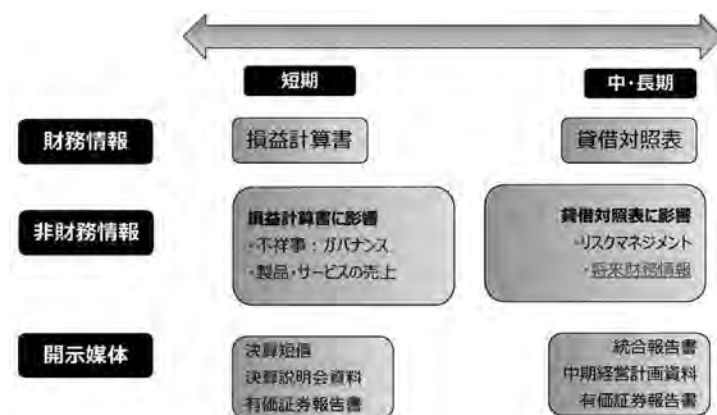 短期
中・長期
財務情報
損益計算書
貸借対照表
非財務情報
損益計算書に影響
・不祥事：ガバナンス
・製品・サービスの売上
貸借対照表に影響
・リスクマネジメント
・将来財務情報
開示媒体
決算短信
決算説明会資料
有価証券報告書
統合報告書
中期経営計画資料
有価証券報告書